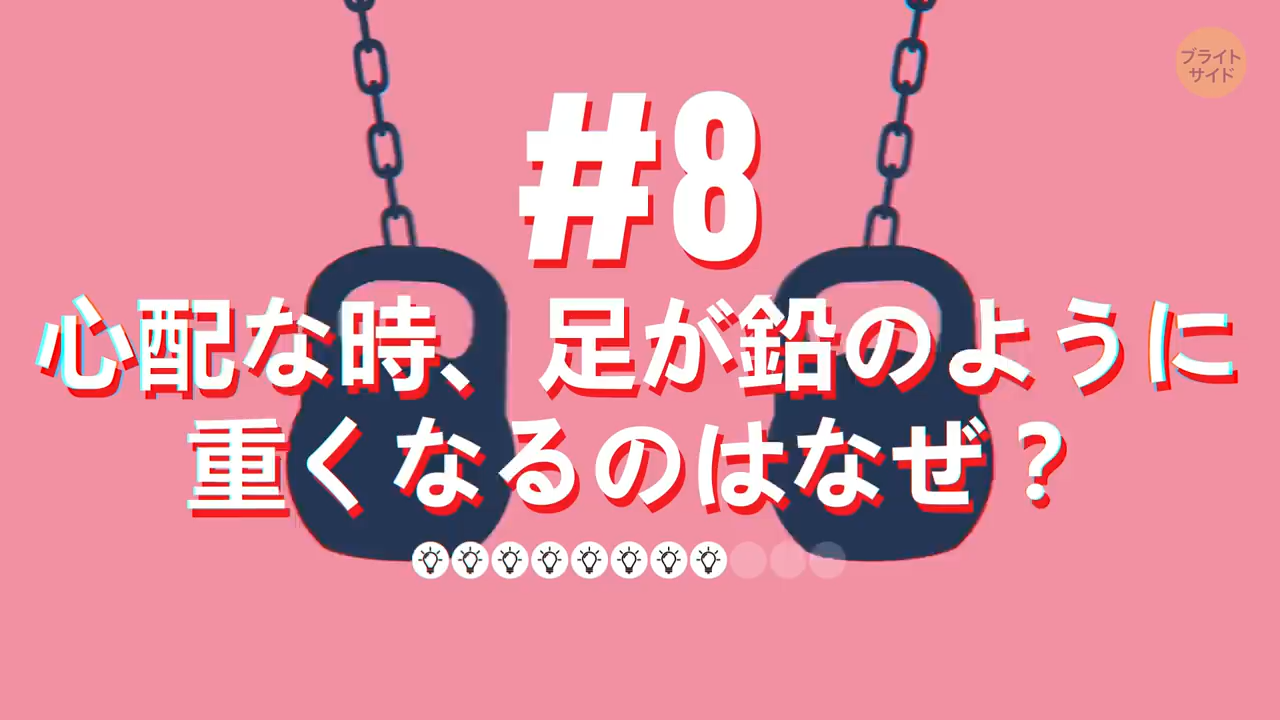 ブライト
サイド
#8
心配な時、足が鉛のように
重くなるのはなぜ？